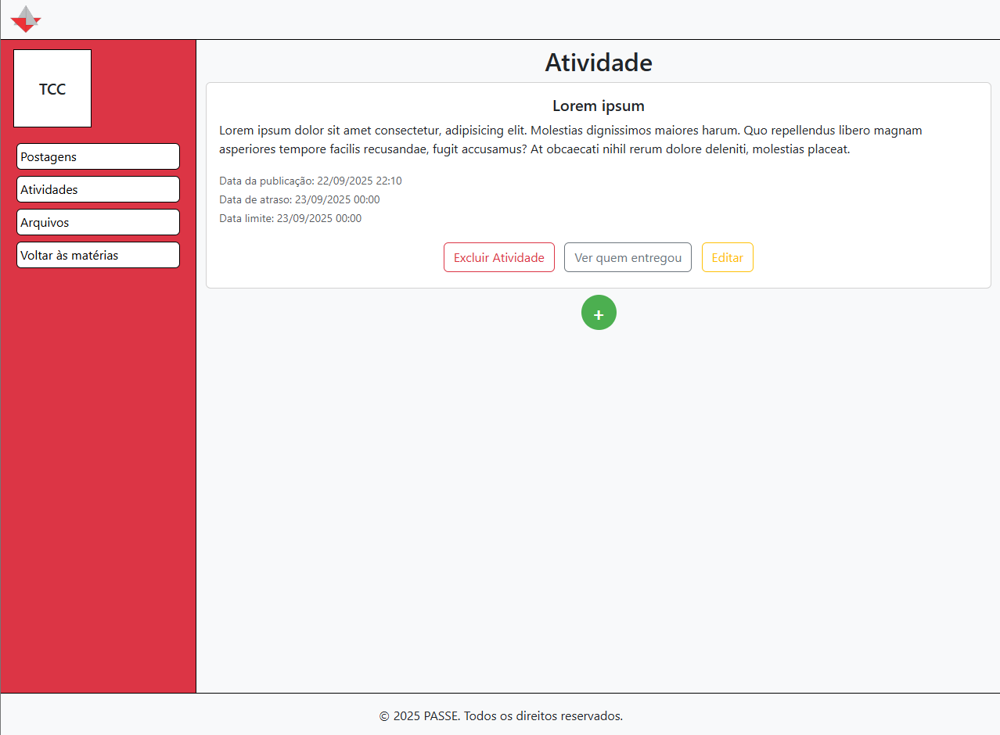 TCC
Postagens
Atividades
Arquivos
Voltar às matérias
Atividade
Lorem ipsum
Lorem ipsum dolor sit amet consectetur, adipisicing elit. Molestias dignissimos maiores harum. Quo repellendus libero magnam
asperiores tempore facilis recusandae, fugit accusamus? At obcaecati nihil rerum dolore deleniti, molestias placeat.
Data da publicação: 22/09/2025 22:10
Data de atraso: 23/09/2025 00:00
Data limite: 23/09/2025 00:00
Excluir Atividade Ver quem entregou Editar
+
© 2025 PASSE. Todos os direitos reservados.